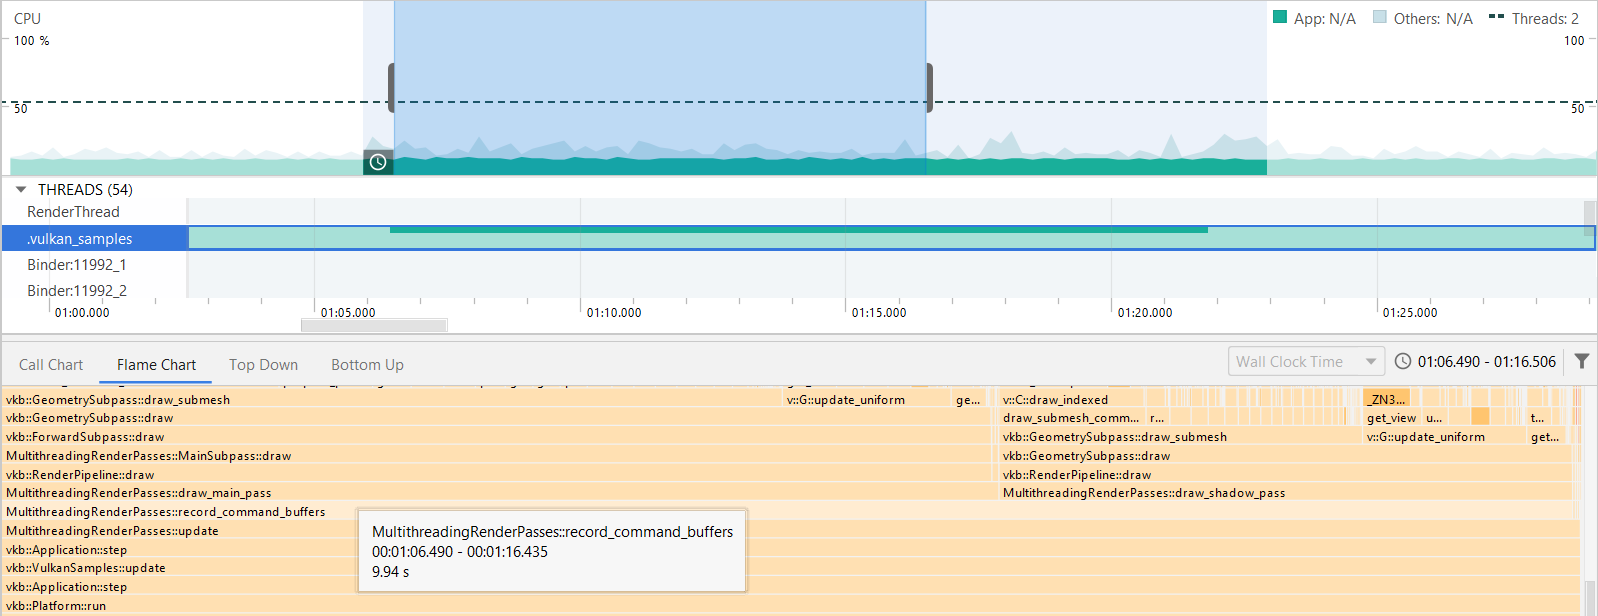 CPU App: N/A Others: N/A Threads: 2
100 % 100
50 50
THREADS (54)
RenderThread
.vulkan_samples
Binder:11992_1
Binder:11992_2
01:00.000 01:05.000 01:10.000 01:15.000 01:20.000 01:25.000
Call Chart Flame Chart Top Down Bottom Up Wall Clock Time 01:06.490 - 01:16.506
vkb::GeometrySubpass::draw_submesh v::G::update_uniform ge... v::C::draw_indexed _ZN3...
vkb::GeometrySubpass::draw draw_submesh_comm... r... get_view u... t...
vkb::ForwardSubpass::draw vkb::GeometrySubpass::draw_submesh v::G::update_uniform get...
MultithreadingRenderPasses::MainSubpass::draw vkb::GeometrySubpass::draw
vkb::RenderPipeline::draw vkb::RenderPipeline::draw
MultithreadingRenderPasses::draw_main_pass MultithreadingRenderPasses::draw_shadow_pass
MultithreadingRenderPasses::record_command_buffers
MultithreadingRenderPasses::update
vkb::Application::step
vkb::VulkanSamples::update
vkb::Application::step
vkb::Platform::run
MultithreadingRenderPasses::record_command_buffers
00:01:06.490 - 00:01:16.435
9.94 s